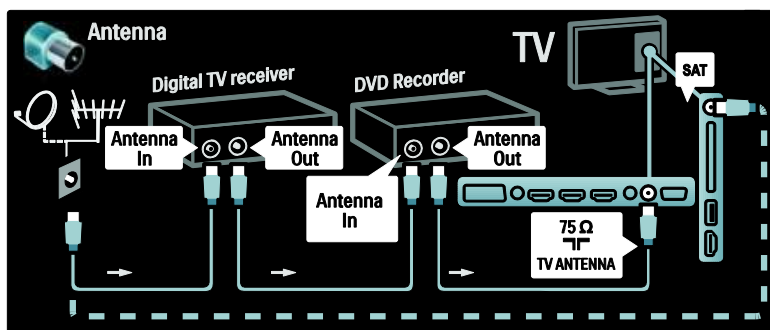 Antenna
TV
Digital TV receiver
DVD Recorder
SAT
Antenna
In
Antenna
Out
Antenna
In
Antenna
Out
75 Ω
TV ANTENNA